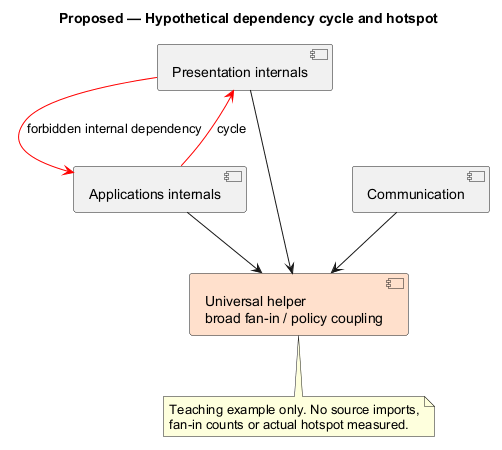 Proposed — Hypothetical dependency cycle and hotspot
Presentation internals
forbidden internal dependency
cycle
Applications internals
Communication
Universal helper
broad fan-in / policy coupling
Teaching example only. No source imports,
fan-in counts or actual hotspot measured.